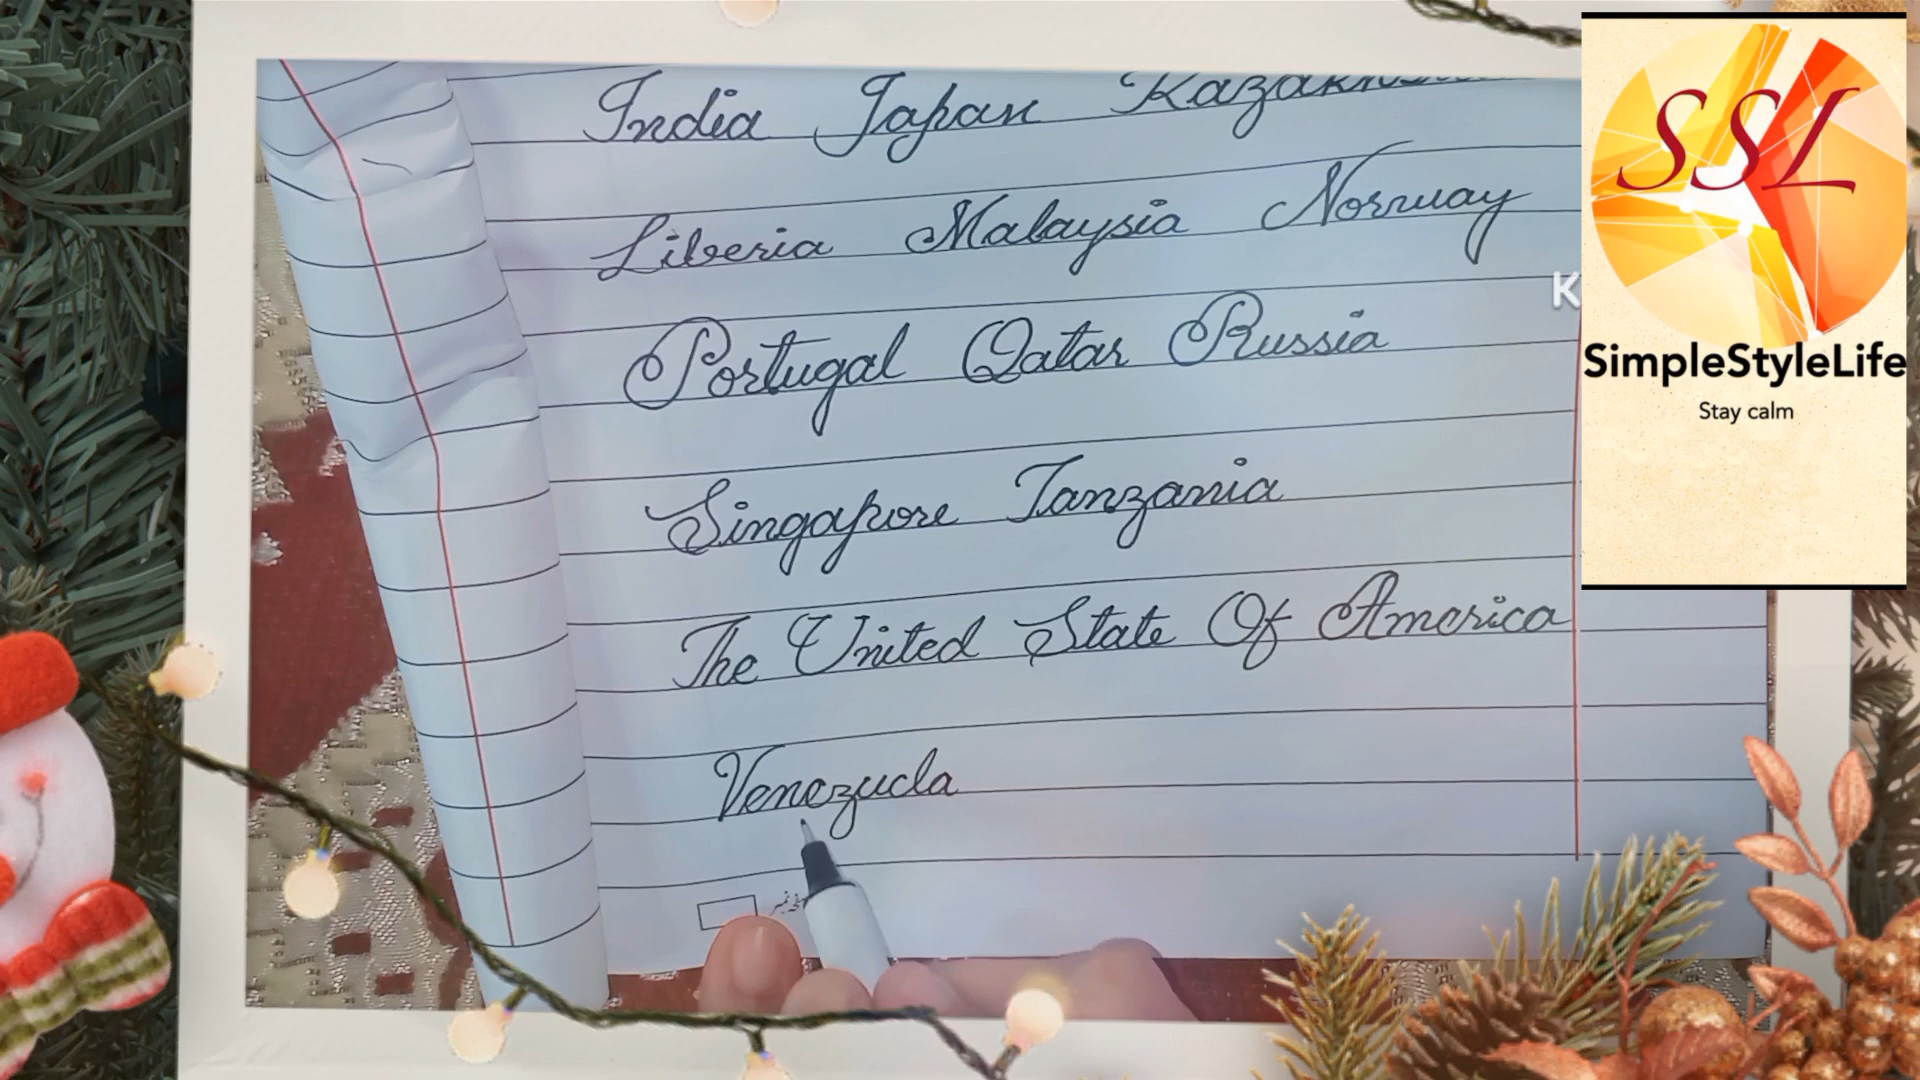 India Japan Kazakhstan
Liberia Malaysia Norway
K
Portugal Qatar Russia
Singapore Tanzania
The United State Of America
Venezuela
SSL
SimpleStyleLife
Stay calm